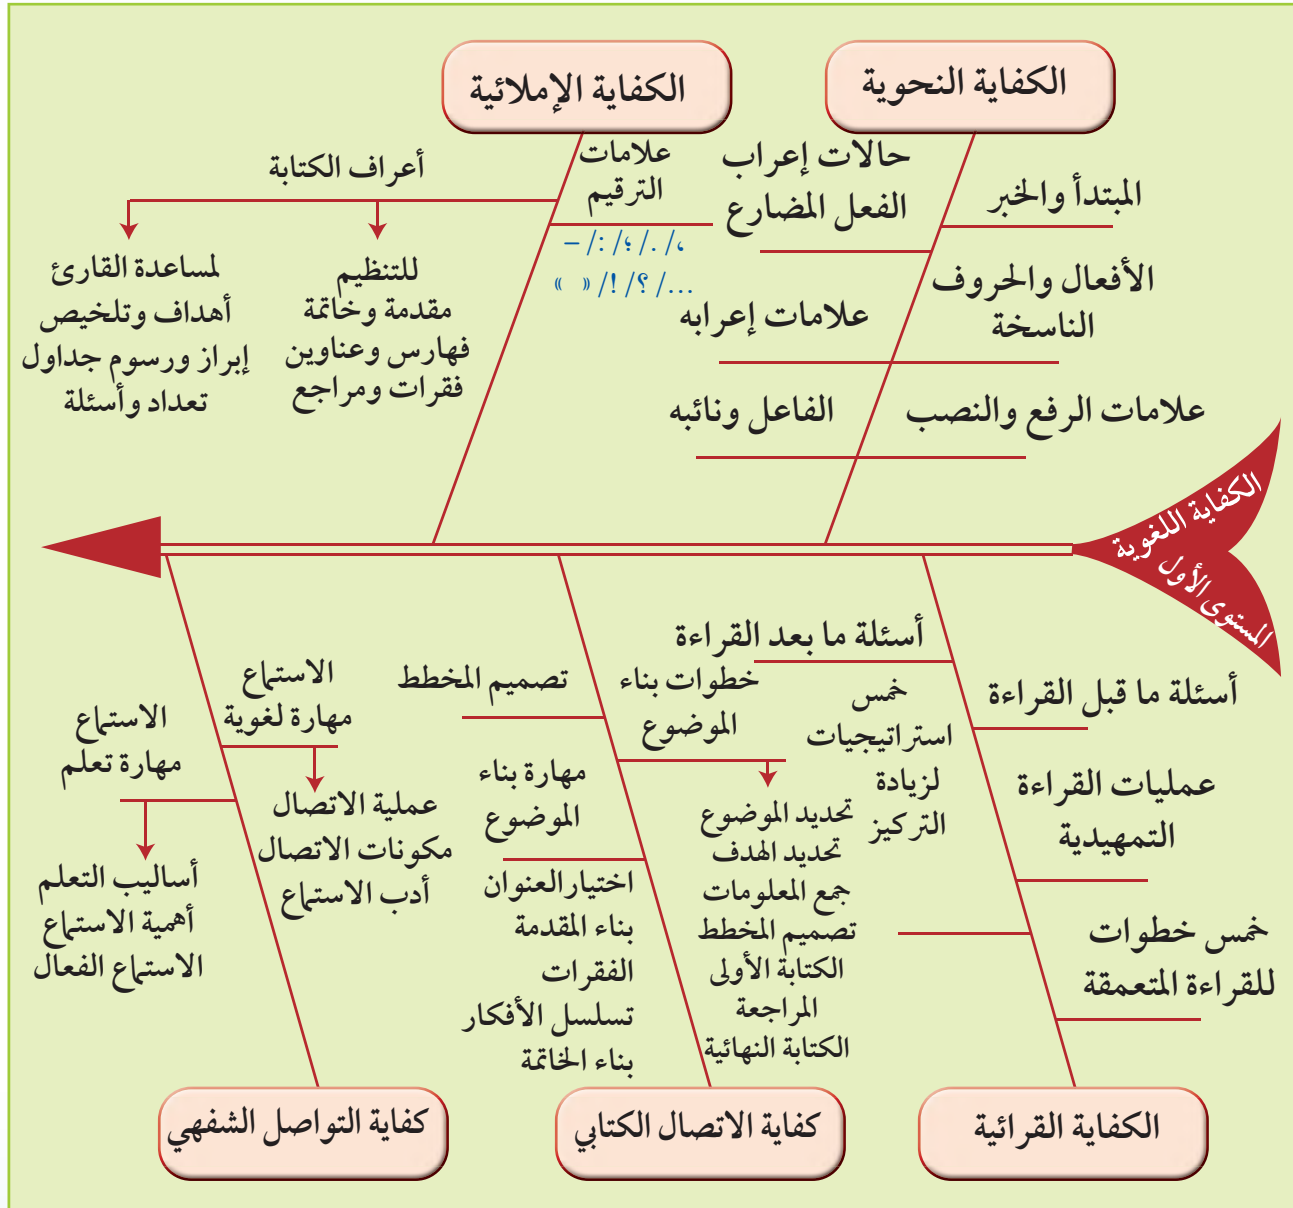 الكفاية اللغوية
المستوى الأول
الكفاية النحوية
المبتدأ والخبر
الأفعال والحروف
الناسخة
علامات الرفع والنصب
حالات إعراب
الفعل المضارع
علامات إعرابه
الفاعل ونائبه
الكفاية الإملائية
علامات
الترقيم
،/ ./ ؛/ :/ –
.../ ؟/ !/ « »
أعراف الكتابة
للتنظيم
مقدمة وخاتمة
فهارس وعناوين
فقرات ومراجع
لمساعدة القارئ
أهداف وتلخيص
إبراز ورسوم جداول
تعداد وأسئلة
أسئلة ما قبل القراءة
عمليات القراءة
التمهيدية
خمس خطوات
للقراءة المتعمقة
أسئلة ما بعد القراءة
خمس
استراتيجيات
لزيادة
التركيز
الكفاية القرائية
خطوات بناء
الموضوع
تحديد الموضوع
تحديد الهدف
جمع المعلومات
تصميم المخطط
الكتابة الأولى
المراجعة
الكتابة النهائية
تصميم المخطط
مهارة بناء
الموضوع
اختيارالعنوان
بناء المقدمة
الفقرات
تسلسل الأفكار
بناء الخاتمة
كفاية الاتصال الكتابي
الاستماع
مهارة لغوية
عملية الاتصال
مكونات الاتصال
أدب الاستماع
الاستماع
مهارة تعلم
أساليب التعلم
أهمية الاستماع
الاستماع الفعال
كفاية التواصل الشفهي